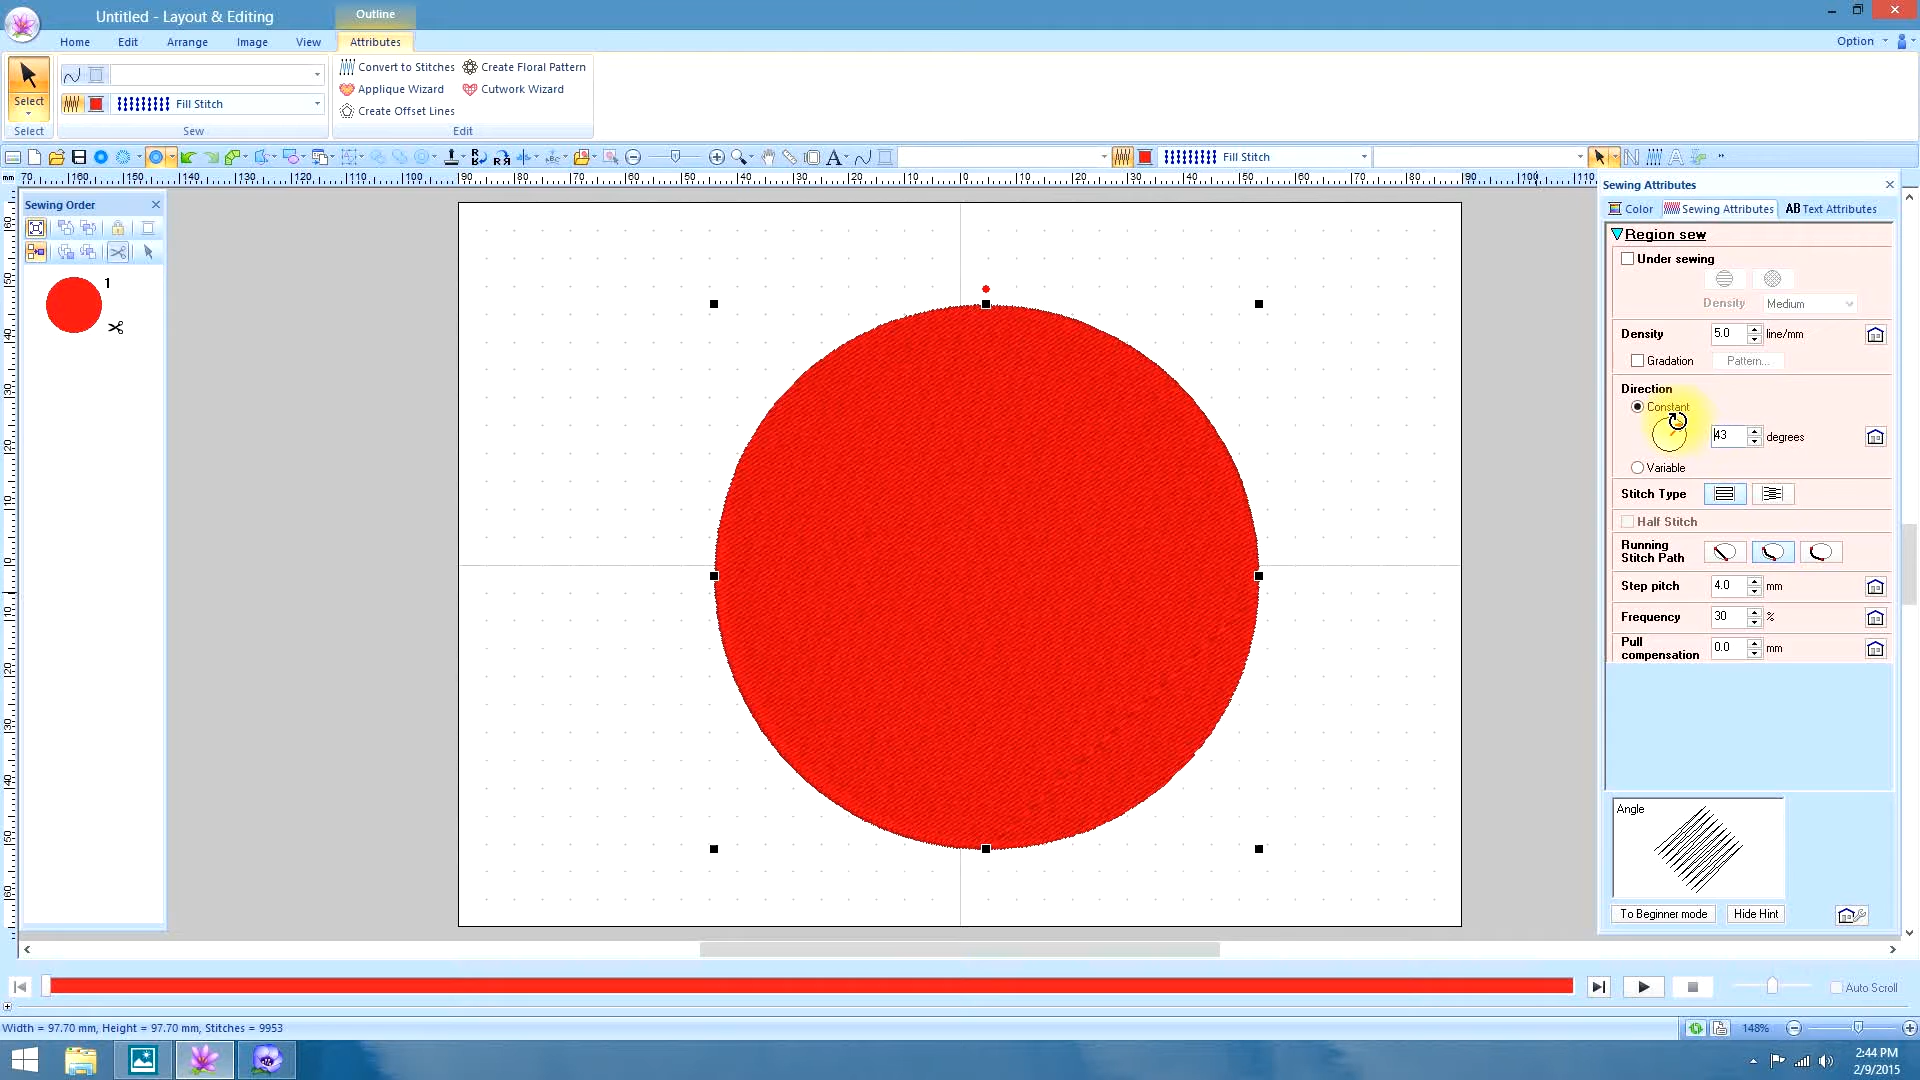 Untitled - Layout & Editing
Outline
Home Edit Arrange Image View Attributes
Option
Select
Fill Stitch
Convert to Stitches
Create Floral Pattern
Applique Wizard
Cutwork Wizard
Create Offset Lines
Select Sew Edit
Fill Stitch
Sewing Order
1
Sewing Attributes
Color Sewing Attributes AB Text Attributes
Region sew
Under sewing
Density Medium
Density 5.0 line/mm
Gradation Pattern...
Direction
Constant
43 degrees
Variable
Stitch Type
Half Stitch
Running
Stitch Path
Step pitch 4.0 mm
Frequency 30 %
Pull
compensation 0.0 mm
Angle
To Beginner mode Hide Hint
Auto Scroll
Width = 97.70 mm, Height = 97.70 mm, Stitches = 9953
148%
2:44 PM
2/9/2015